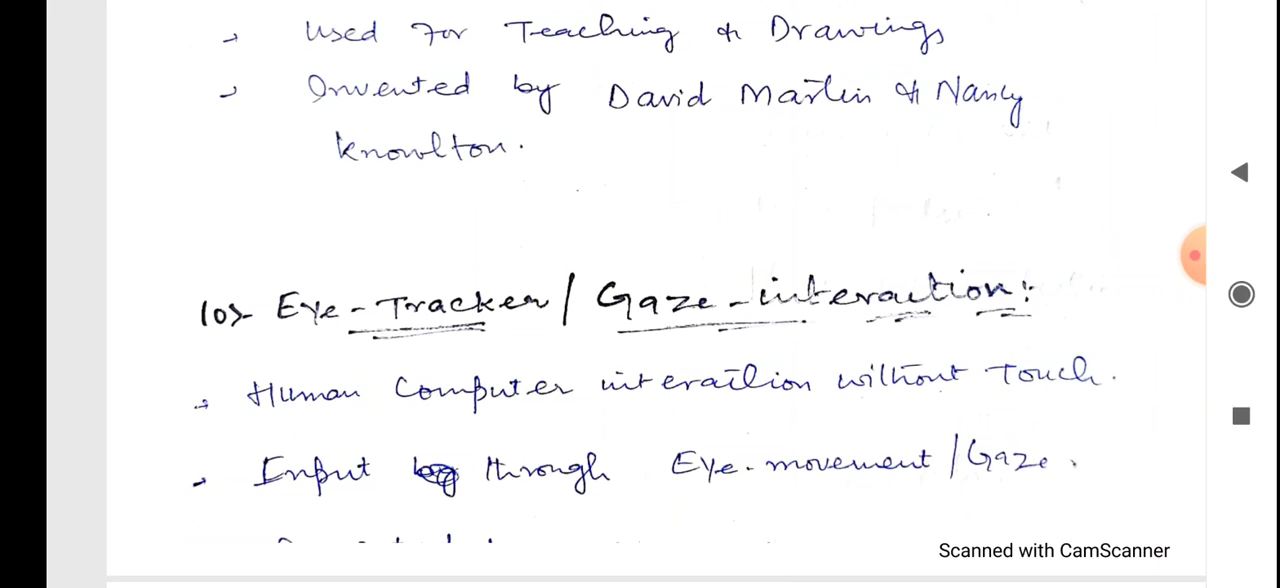 → Used for Teaching & Drawings
→ Invented by David Martin & Nancy
Knowlton.
10>- Eye-Tracker / Gaze-interaction:-
→ Human Computer interaction without Touch.
→ Input through Eye-movement / Gaze.
Scanned with CamScanner